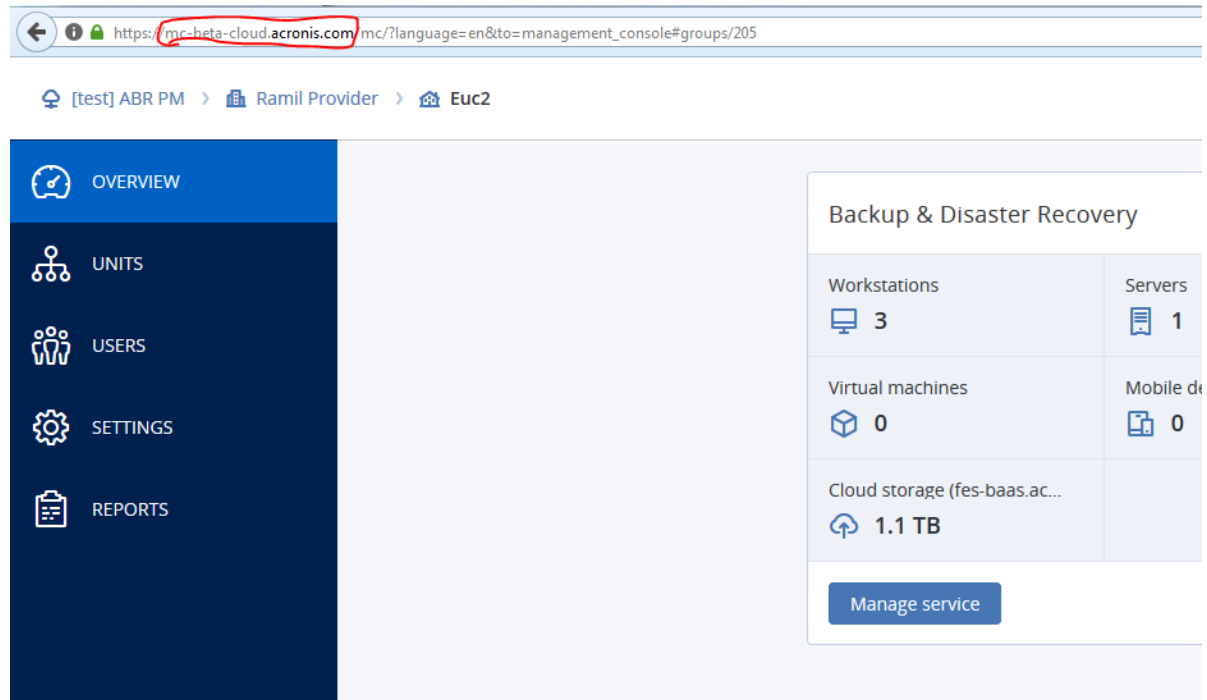 https://mc-beta-cloud.acronis.com/mc/?language=en&to=management_console#groups/205
[test] ABR PM > Ramil Provider > Euc2
OVERVIEW
UNITS
USERS
SETTINGS
REPORTS
Backup & Disaster Recovery
Workstations Servers
3 1
Virtual machines Mobile de
0 0
Cloud storage (fes-baas.ac...
1.1 TB
Manage service